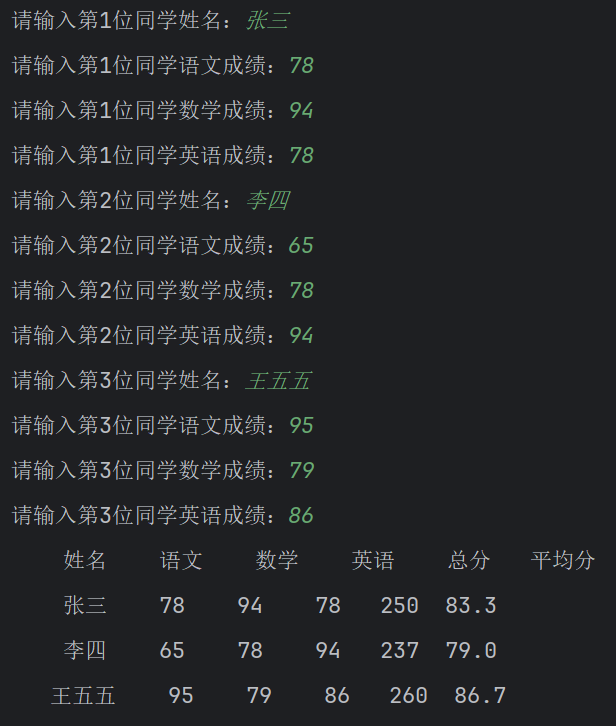 请输入第1位同学姓名：张三
请输入第1位同学语文成绩：78
请输入第1位同学数学成绩：94
请输入第1位同学英语成绩：78
请输入第2位同学姓名：李四
请输入第2位同学语文成绩：65
请输入第2位同学数学成绩：78
请输入第2位同学英语成绩：94
请输入第3位同学姓名：王五五
请输入第3位同学语文成绩：95
请输入第3位同学数学成绩：79
请输入第3位同学英语成绩：86
姓名 语文 数学 英语 总分 平均分
张三 78 94 78 250 83.3
李四 65 78 94 237 79.0
王五五 95 79 86 260 86.7